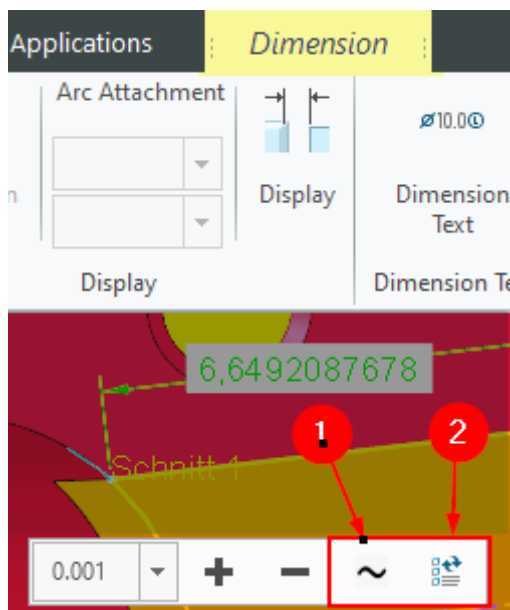 Applications
Dimension
Arc Attachment
Display
Ø10.0
Dimension
Text
Display
Dimension Te
6,6492087678
1
2
Schnitt 1
0.001
+
−
~